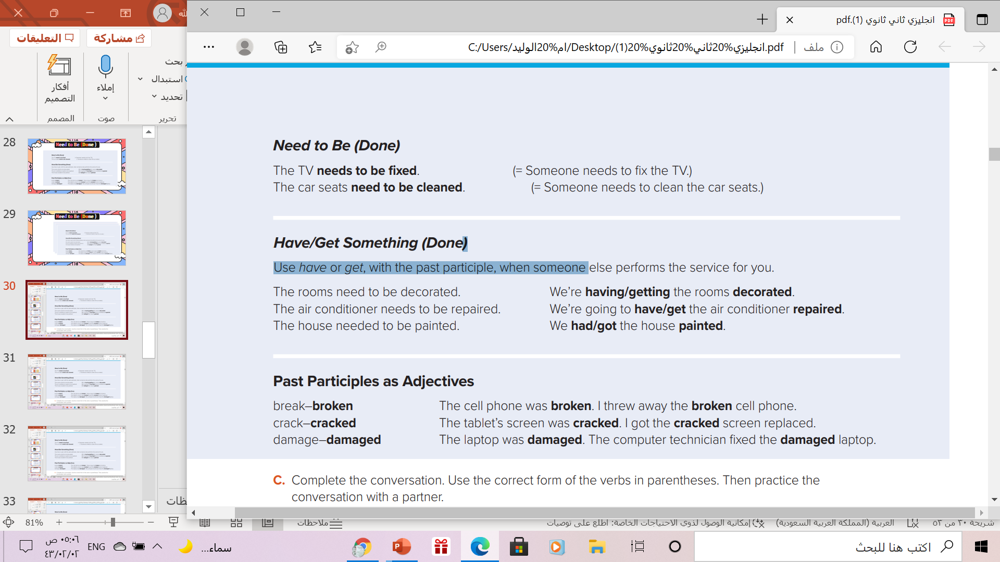 انجليزي ثاني ثانوي (1).pdf
ملف
C:/Users/ام%20الوليد/Desktop/انجليزي%20ثاني%20ثانوي%20(1).pdf
مشاركة
التعليقات
بحث
استبدال
تحديد
تحرير
إملاء
صوت
أفكار
التصميم
المصمم
28
Need to Be (Done )
29
Need to Be (Done )
30
31
32
33
Need to Be (Done)
The TV needs to be fixed. (= Someone needs to fix the TV.)
The car seats need to be cleaned. (= Someone needs to clean the car seats.)
Have/Get Something (Done)
Use have or get, with the past participle, when someone else performs the service for you.
The rooms need to be decorated. We're having/getting the rooms decorated.
The air conditioner needs to be repaired. We're going to have/get the air conditioner repaired.
The house needed to be painted. We had/got the house painted.
Past Participles as Adjectives
break–broken The cell phone was broken. I threw away the broken cell phone.
crack–cracked The tablet's screen was cracked. I got the cracked screen replaced.
damage–damaged The laptop was damaged. The computer technician fixed the damaged laptop.
C. Complete the conversation. Use the correct form of the verbs in parentheses. Then practice the
conversation with a partner.
شريحة ٣٠ من ٥٣
العربية (المملكة العربية السعودية)
إمكانية الوصول لذوي الاحتياجات الخاصة: اطلع على توصيات
ملاحظات
81%
اكتب هنا للبحث
سماء...
ENG
٠٥:٠٦ ص
٤٣/٠٢/٠٢